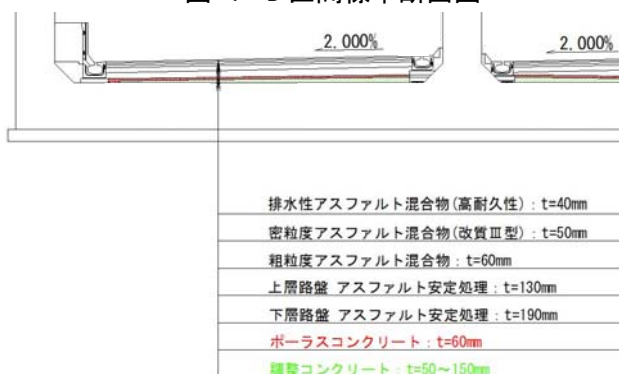 2.000%
2.000%
排水性アスファルト混合物(高耐久性):t=40mm
密粒度アスファルト混合物(改質Ⅲ型):t=50mm
粗粒度アスファルト混合物:t=60mm
上層路盤 アスファルト安定処理:t=130mm
下層路盤 アスファルト安定処理:t=190mm
ポーラスコンクリート:t=60mm
調整コンクリート:t=50～150mm